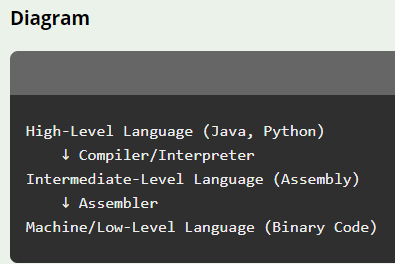 Diagram
High-Level Language (Java, Python)
↓ Compiler/Interpreter
Intermediate-Level Language (Assembly)
↓ Assembler
Machine/Low-Level Language (Binary Code)